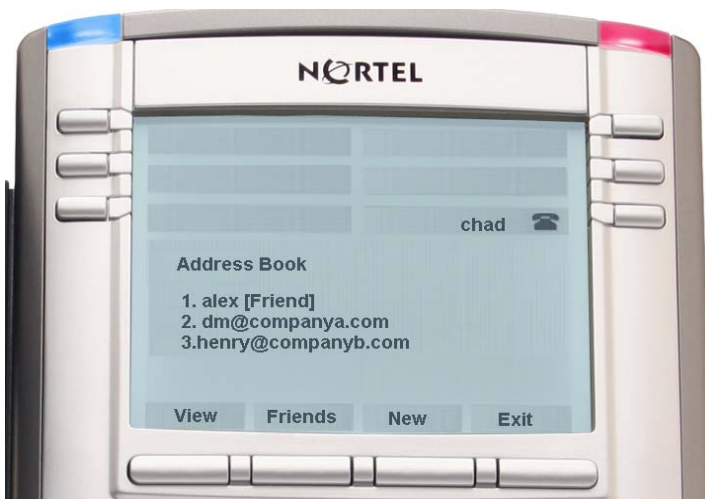 NORTEL
chad
Address Book
1. alex [Friend]
2. dm@companya.com
3.henry@companyb.com
View Friends New Exit